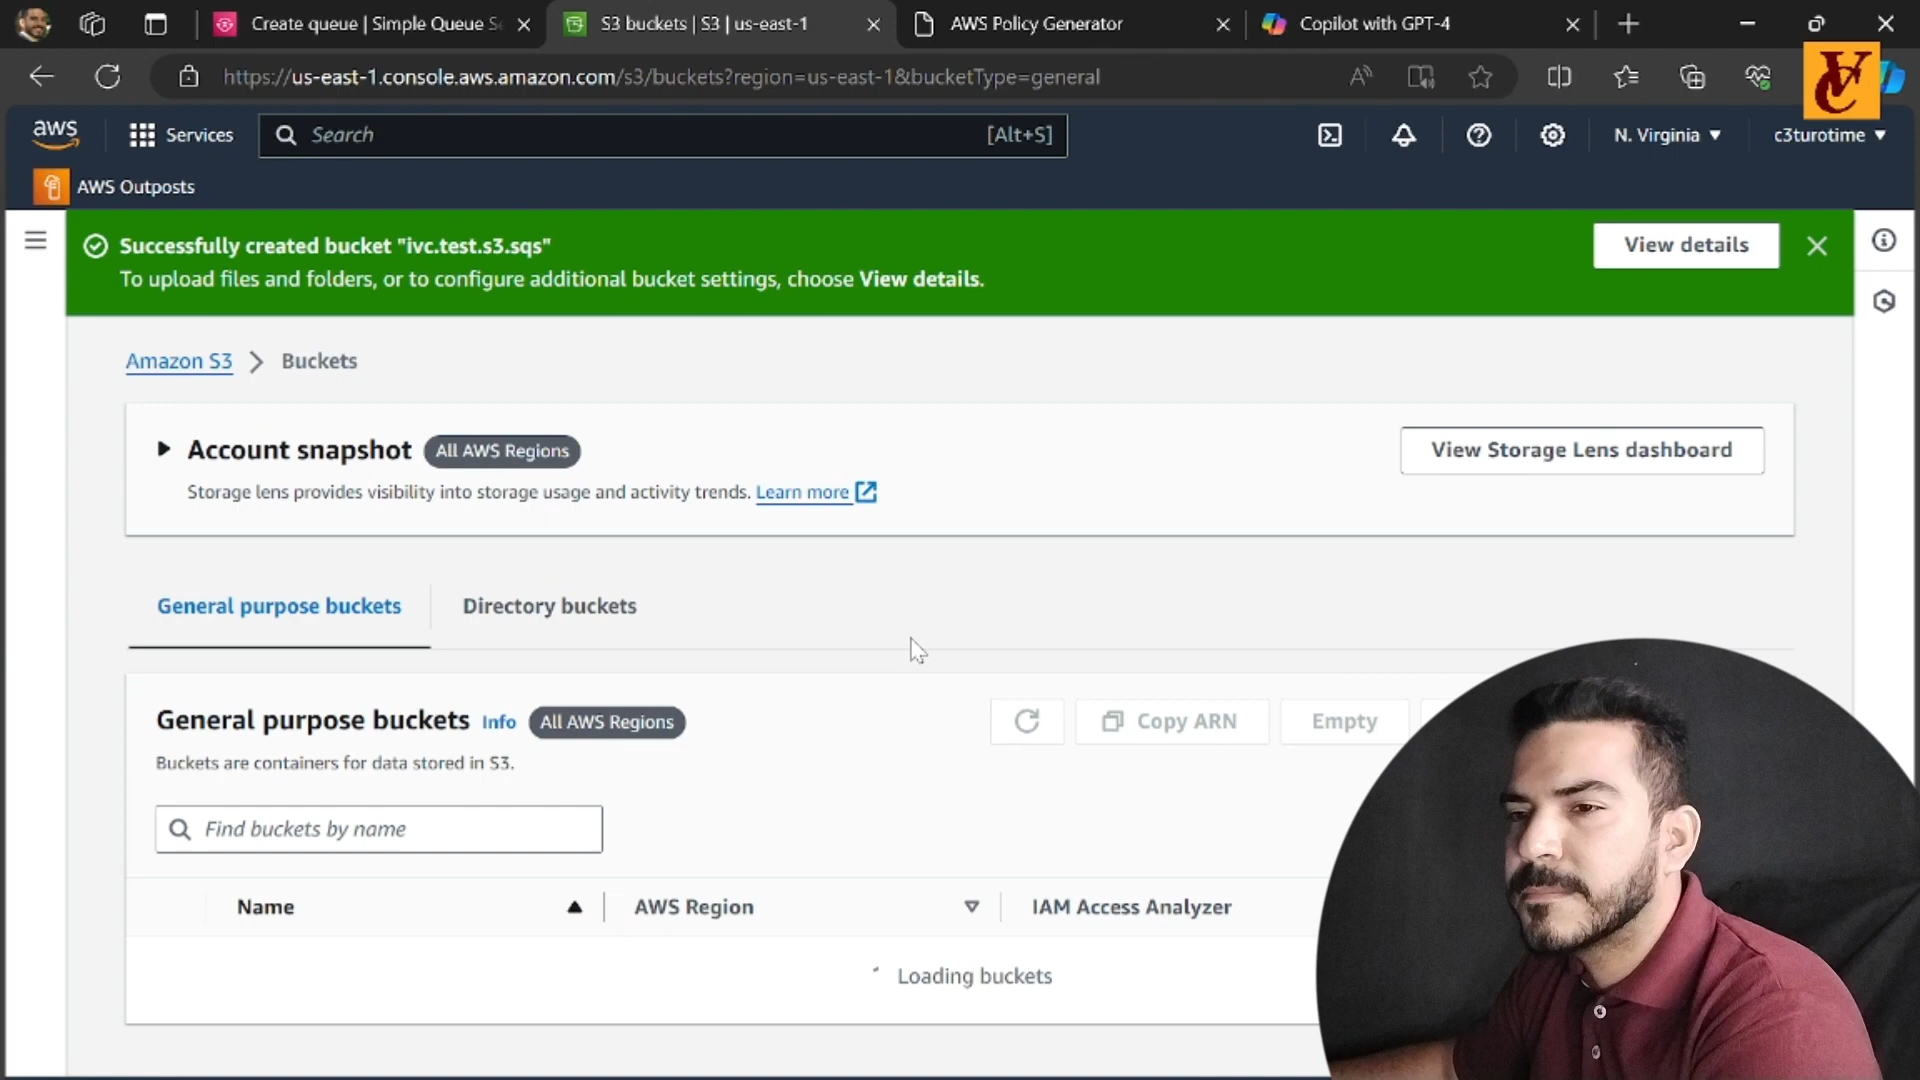 Create queue | Simple Queue Se
S3 buckets | S3 | us-east-1
AWS Policy Generator
Copilot with GPT-4
https://us-east-1.console.aws.amazon.com/s3/buckets?region=us-east-1&bucketType=general
VC
aws
Services
Search
[Alt+S]
N. Virginia
c3turotime
AWS Outposts
Successfully created bucket "ivc.test.s3.sqs"
To upload files and folders, or to configure additional bucket settings, choose View details.
View details
Amazon S3
Buckets
Account snapshot
All AWS Regions
Storage lens provides visibility into storage usage and activity trends. Learn more
View Storage Lens dashboard
General purpose buckets
Directory buckets
General purpose buckets
Info
All AWS Regions
Buckets are containers for data stored in S3.
Copy ARN
Empty
Find buckets by name
Name
AWS Region
IAM Access Analyzer
Loading buckets